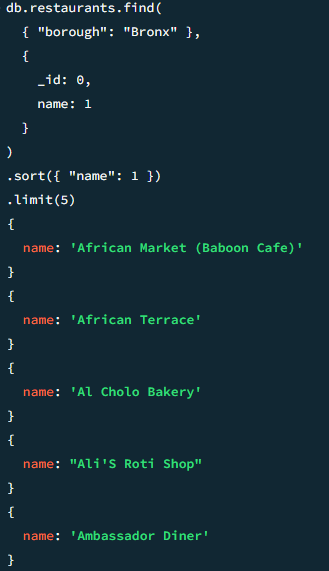 db.restaurants.find(
{ "borough": "Bronx" },
{
_id: 0,
name: 1
}
)
.sort({ "name": 1 })
.limit(5)
{
name: 'African Market (Baboon Cafe)'
}
{
name: 'African Terrace'
}
{
name: 'Al Cholo Bakery'
}
{
name: "Ali'S Roti Shop"
}
{
name: 'Ambassador Diner'
}